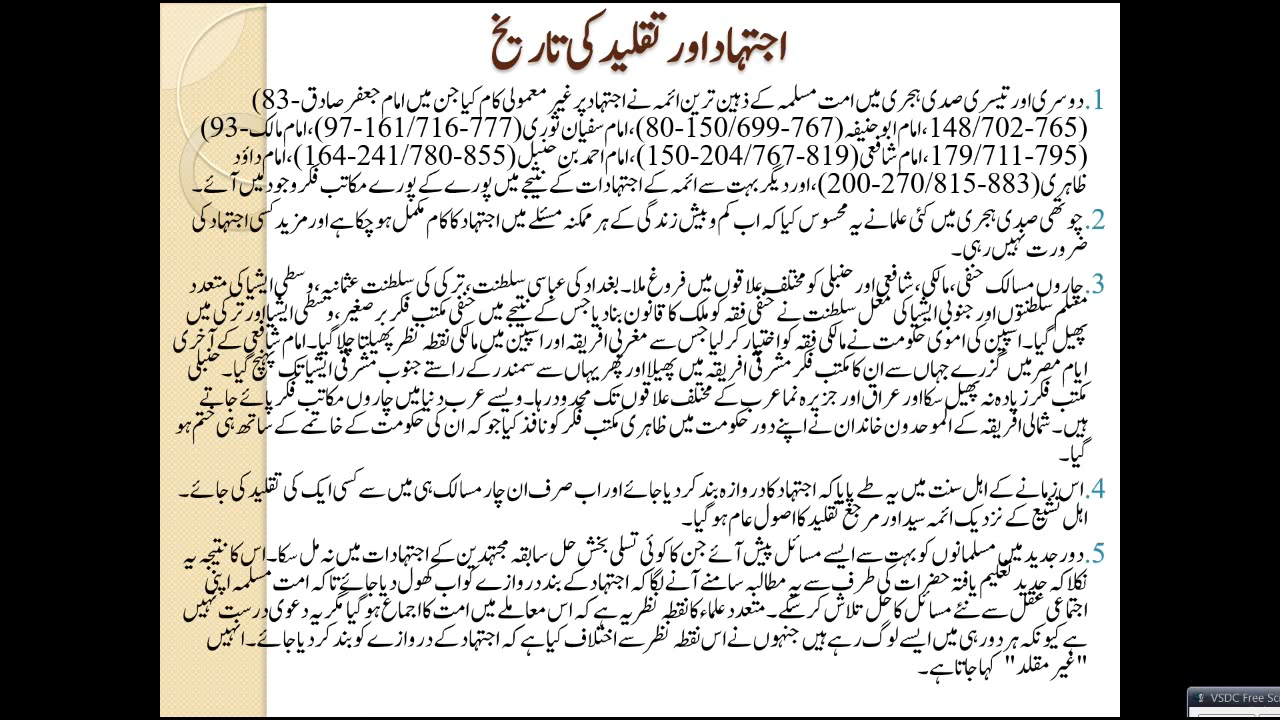 اجتہاد اور تقلید کی تاریخ
1. دوسری اور تیسری صدی ہجری میں امت مسلمہ کے ذہین ترین ائمہ نے اجتہاد پر غیر معمولی کام کیا جن میں امام جعفر صادق (83-
148/702-765)، امام ابو حنیفہ (80-150/699-767)، امام سفیان ثوری (97-161/716-777)، امام مالک (93-
179/711-795)، امام شافعی (150-204/767-819)، امام احمد بن حنبل (164-241/780-855)، امام داؤد
ظاہری (200-270/815-883)، اور دیگر بہت سے ائمہ کے اجتہادات کے نتیجے میں پورے کے پورے مکاتب فکر وجود میں آئے۔
2. چوتھی صدی ہجری میں کئی علما نے یہ محسوس کیا کہ اب کم و بیش زندگی کے ہر ممکنہ مسئلے میں اجتہاد کا کام مکمل ہو چکا ہے اور مزید کسی اجتہاد کی
ضرورت نہیں رہی۔
3. چاروں مسالک حنفی، مالکی، شافعی اور حنبلی کو مختلف علاقوں میں فروغ ملا۔ بغداد کی عباسی سلطنت، ترکی کی سلطنت عثمانیہ، وسطی ایشیا کی متعدد
مسلم سلطنتوں اور جنوبی ایشیا کی مغل سلطنت نے حنفی فقہ کو ملک کا قانون بنا دیا جس کے نتیجے میں حنفی مکتب فکر بر صغیر، وسطی ایشیا اور ترکی میں
پھیل گیا۔ اسپین کی اموی حکومت نے مالکی فقہ کو اختیار کر لیا جس سے مغربی افریقہ اور اسپین میں مالکی نقطہ نظر پھیلتا چلا گیا۔ امام شافعی کے آخری
ایام مصر میں گزرے جہاں سے ان کا مکتب فکر مشرقی افریقہ میں پھیلا اور پھر یہاں سے سمندر کے راستے جنوب مشرقی ایشیا تک پہنچ گیا۔ حنبلی
مکتب فکر زیادہ نہ پھیل سکا اور عراق اور جزیرہ نما عرب کے مختلف علاقوں تک محدود رہا۔ ویسے عرب دنیا میں چاروں مکاتب فکر پائے جاتے
ہیں۔ شمالی افریقہ کے الموحدون خاندان نے اپنے دور حکومت میں ظاہری مکتب فکر کو نافذ کیا جو کہ ان کی حکومت کے خاتمے کے ساتھ ہی ختم ہو
گیا۔
4. اس زمانے کے اہل سنت میں یہ طے پایا کہ اجتہاد کا دروازہ بند کر دیا جائے اور اب صرف ان چار مسالک ہی میں سے کسی ایک کی تقلید کی جائے۔
اہل تشیع کے نزدیک ائمہ سید اور مرجع تقلید کا اصول عام ہو گیا۔
5. دور جدید میں مسلمانوں کو بہت سے ایسے مسائل پیش آئے جن کا کوئی تسلی بخش حل سابقہ مجتہدین کے اجتہادات میں نہ مل سکا۔ اس کا نتیجہ یہ
نکلا کہ جدید تعلیم یافتہ حضرات کی طرف سے یہ مطالبہ سامنے آنے لگا کہ اجتہاد کے بند دروازے کو اب کھول دیا جائے تاکہ امت مسلمہ اپنی
اجتماعی عقل سے نئے مسائل کا حل تلاش کر سکے۔ متعدد علماء کا نقطہ نظر یہ ہے کہ اس معاملے میں امت کا اجماع ہو گیا مگر یہ دعوی درست نہیں
ہے کیونکہ ہر دور ہی میں ایسے لوگ رہے ہیں جنہوں نے اس نقطہ نظر سے اختلاف کیا ہے کہ اجتہاد کے دروازے کو بند کر دیا جائے۔ انہیں
"غیر مقلد" کہا جاتا ہے۔
VSDC Free Sc